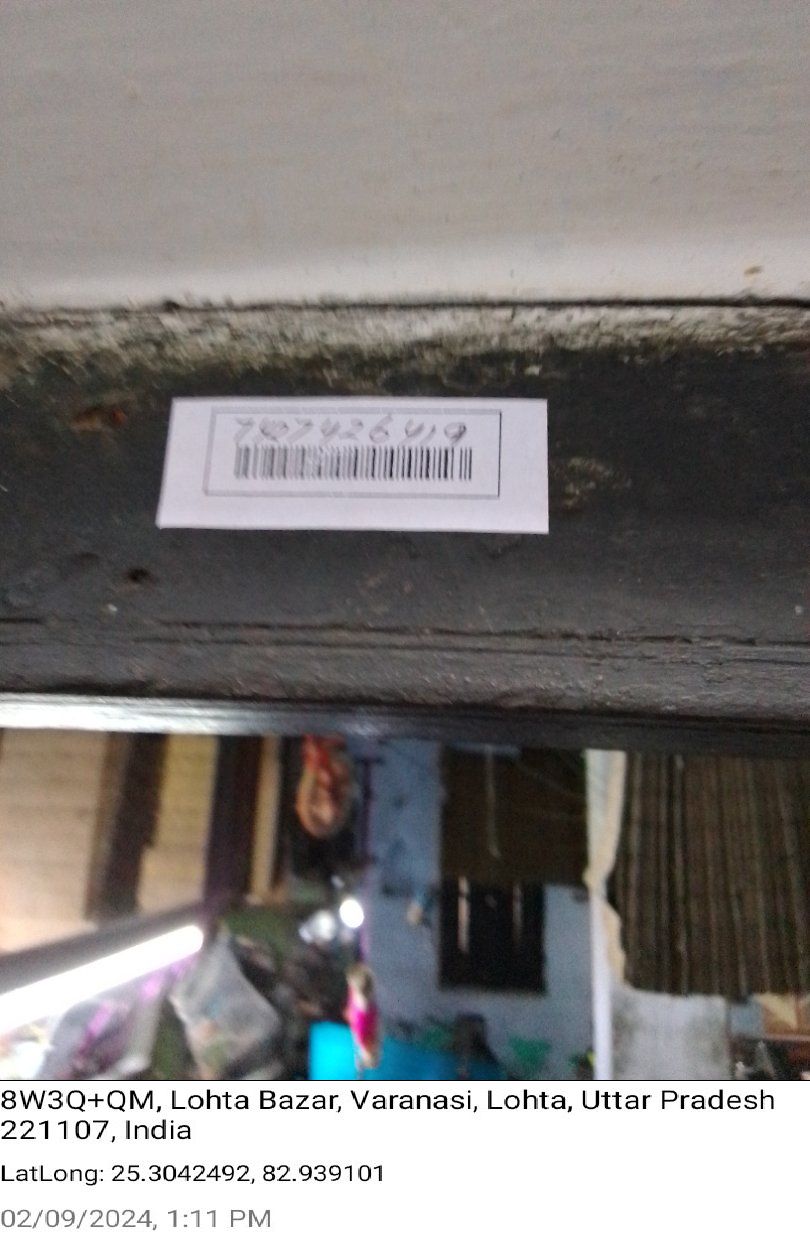 8W3Q+QM, Lohta Bazar, Varanasi, Lohta, Uttar Pradesh
221107, India
LatLong: 25.3042492, 82.939101
02/09/2024, 1:11 PM